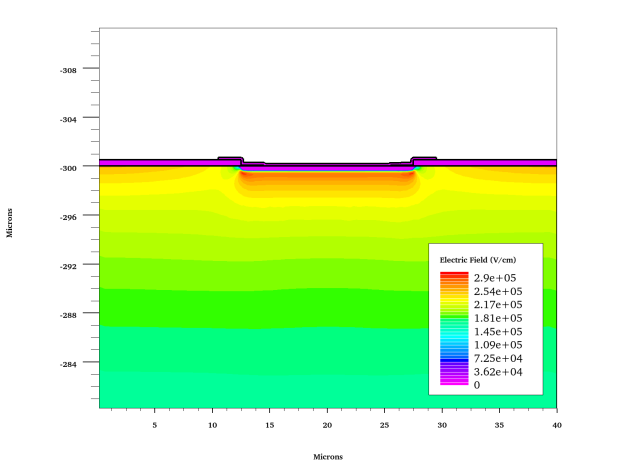 -308
-304
-300
-296
-292
-288
-284
Microns
Electric Field (V/cm)
2.9e+05
2.54e+05
2.17e+05
1.81e+05
1.45e+05
1.09e+05
7.25e+04
3.62e+04
0
5 10 15 20 25 30 35 40
Microns